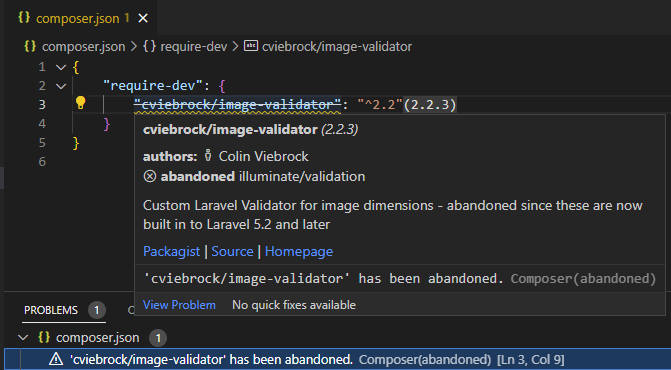 composer.json 1
composer.json > {} require-dev > abc cviebrock/image-validator
1 {
2 "require-dev": {
3 "cviebrock/image-validator": "^2.2"(2.2.3)
4 }
5 }
6
cviebrock/image-validator (2.2.3)
authors: Colin Viebrock
abandoned illuminate/validation
Custom Laravel Validator for image dimensions - abandoned since these are now
built in to Laravel 5.2 and later
Packagist | Source | Homepage
'cviebrock/image-validator' has been abandoned. Composer(abandoned)
View Problem No quick fixes available
PROBLEMS 1
{} composer.json 1
'cviebrock/image-validator' has been abandoned. Composer(abandoned) [Ln 3, Col 9]